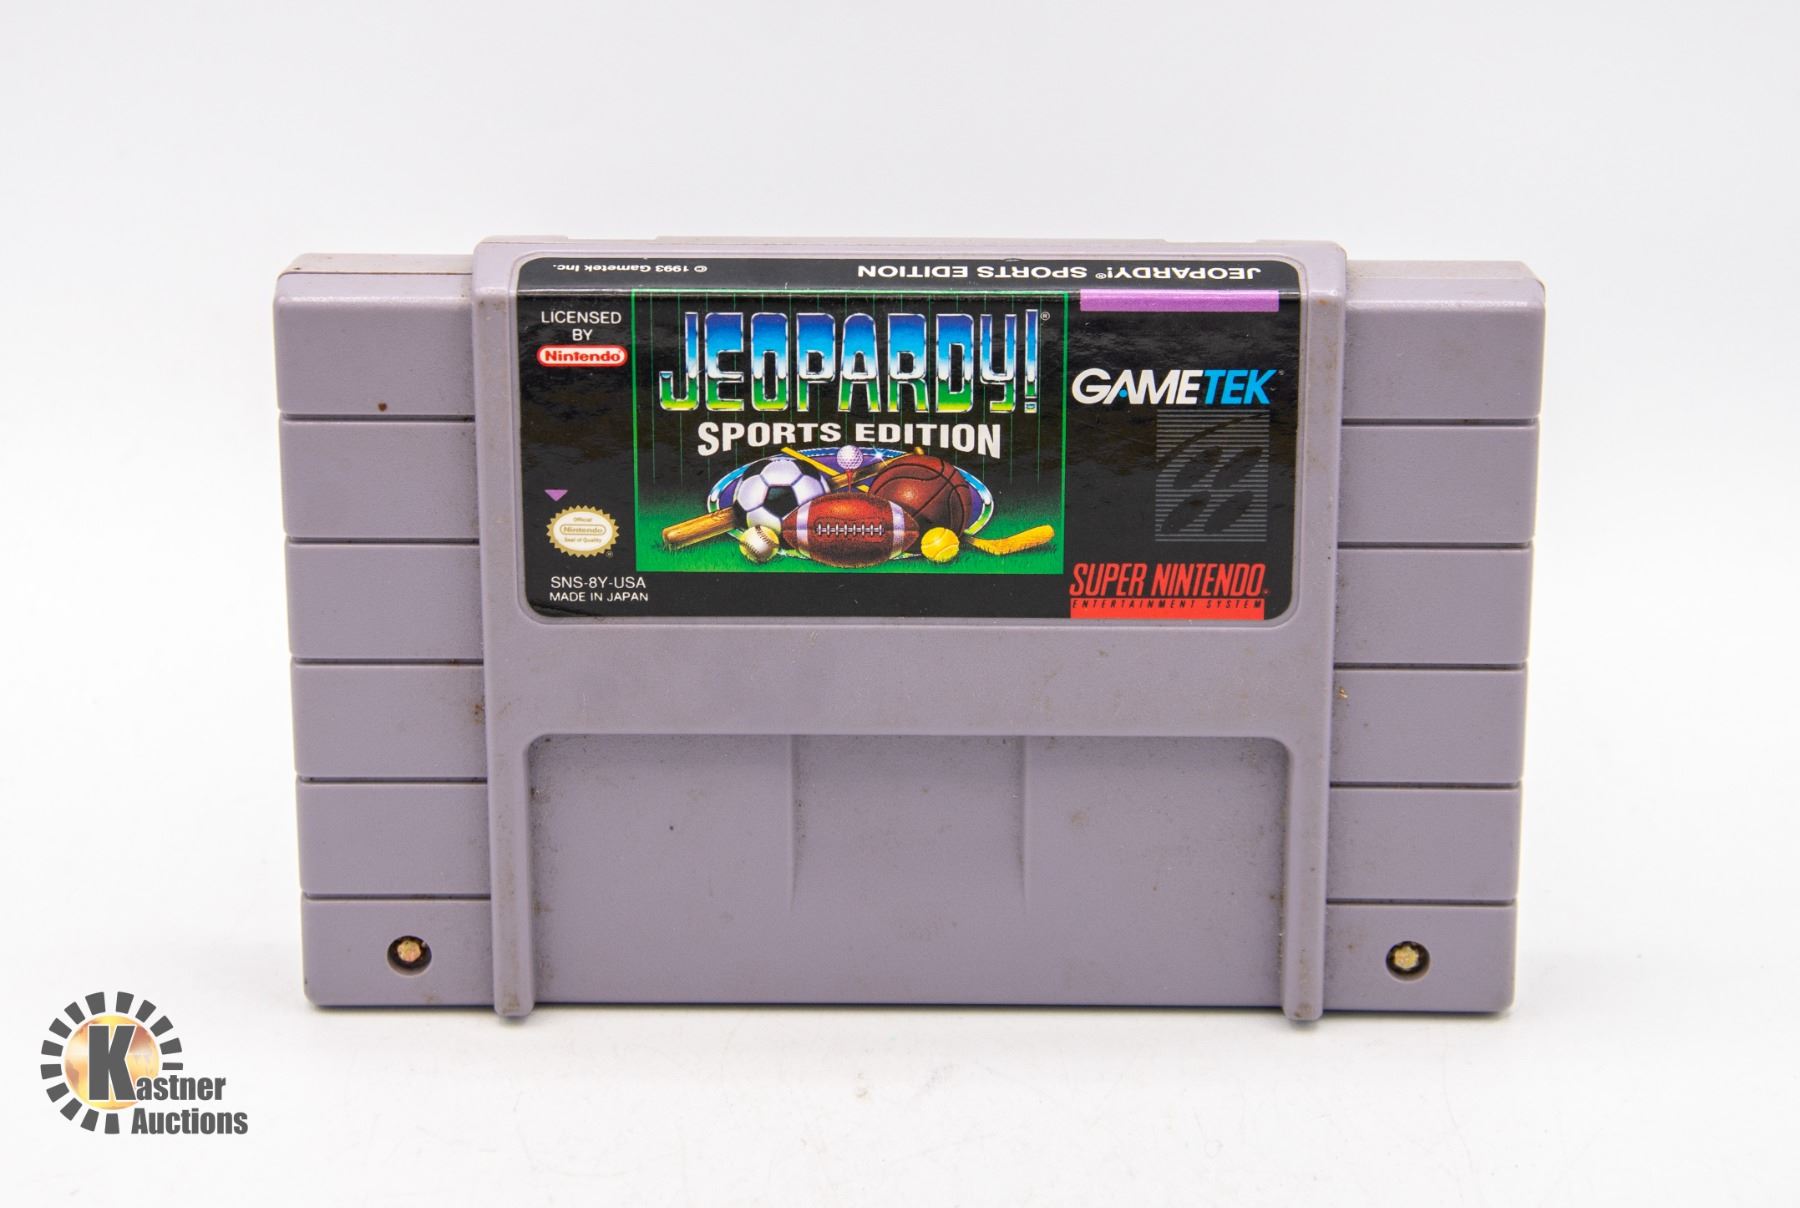 JEOPARDY!® SPORTS EDITION
© 1993 Gametek Inc.
LICENSED
BY
Nintendo
JEOPARDY!®
SPORTS EDITION
GAMETEK
Official
Nintendo
Seal of Quality
®
SNS-8Y-USA
MADE IN JAPAN
SUPER NINTENDO
ENTERTAINMENT SYSTEM
Kastner
Auctions